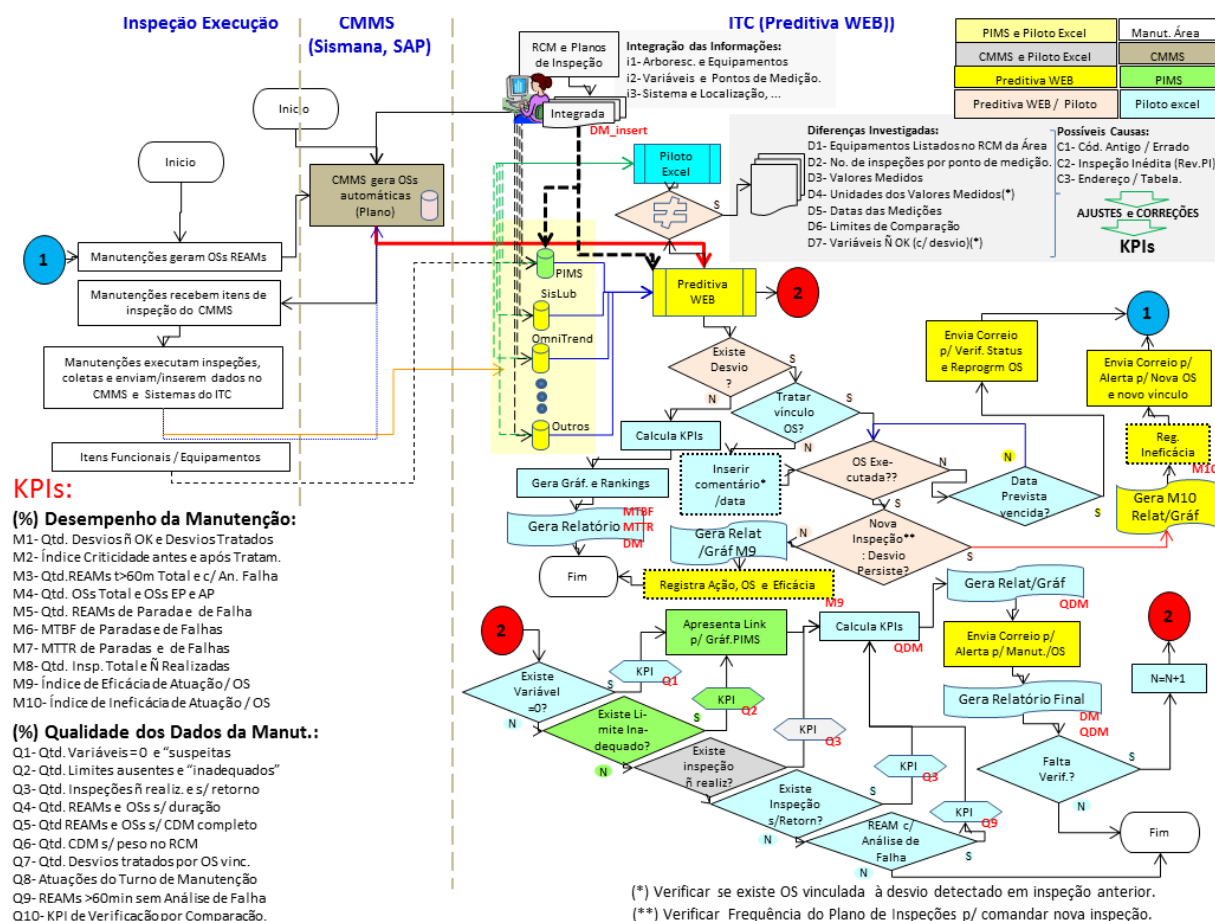 Inspeção Execução
CMMS
(Sismana, SAP)
ITC (Preditiva WEB))
PIMS e Piloto Excel
Manut. Área
CMMS e Piloto Excel
CMMS
Preditiva WEB
PIMS
Preditiva WEB / Piloto
Piloto excel
RCM e Planos
de Inspeção
Integrada
DM_insert
Integração das Informações:
i1- Arboresc. e Equipamentos
i2- Variáveis e Pontos de Medição.
i3- Sistema e Localização, ...
Diferenças Investigadas:
D1- Equipamentos Listados no RCM da Área
D2- No. de inspeções por ponto de medição.
D3- Valores Medidos
D4- Unidades dos Valores Medidos(*)
D5- Datas das Medições
D6- Limites de Comparação
D7- Variáveis Ñ OK (c/ desvio)(*)
Possíveis Causas:
C1- Cód. Antigo / Errado
C2- Inspeção Inédita (Rev.PI)
C3- Endereço / Tabela.
AJUSTES e CORREÇÕES
KPIs
Inicio
Inicio
CMMS gera OSs
automáticas
(Plano)
Piloto
Excel
S
1
Manutenções geram OSs REAMs
Manutenções recebem itens de
inspeção do CMMS
Manutenções executam inspeções,
coletas e enviam/inserem dados no
CMMS e Sistemas do ITC
Itens Funcionais / Equipamentos
PIMS
SisLub
OmniTrend
Outros
Preditiva
WEB
2
Existe
Desvio
?
S
N
Tratar
vínculo
OS?
S
N
Calcula KPIs
Gera Gráf. e Rankings
Gera Relatório
MTBF
MTTR
DM
Fim
Inserir
comentário*
/data
OS Exe-
cutada??
N
S
N
Data
Prevista
vencida?
S
Envia Correio
p/ Verif. Status
e Reprogrm OS
1
Envia Correio p/
Alerta p/ Nova OS
e novo vínculo
Reg.
Ineficácia
M10
Gera M10
Relat/Gráf
Nova
Inspeção**
: Desvio
Persiste?
N
S
Gera Relat
/Gráf M9
Registra Ação, OS e Eficácia
M9
KPIs:
(%) Desempenho da Manutenção:
M1- Qtd. Desvios ñ OK e Desvios Tratados
M2- Índice Criticidade antes e após Tratam.
M3- Qtd.REAMs t>60m Total e c/ An. Falha
M4- Qtd. OSs Total e OSs EP e AP
M5- Qtd. REAMs de Parada e de Falha
M6- MTBF de Paradas e de Falhas
M7- MTTR de Paradas e de Falhas
M8- Qtd. Insp. Total e Ñ Realizadas
M9- Índice de Eficácia de Atuação / OS
M10- Índice de Ineficácia de Atuação / OS
(%) Qualidade dos Dados da Manut.:
Q1- Qtd. Variáveis = 0 e “suspeitas
Q2- Qtd. Limites ausentes e “inadequados”
Q3- Qtd. Inspeções ñ realiz. e s/ retorno
Q4- Qtd. REAMs e OSs s/ duração
Q5- Qtd REAMs e OSs s/ CDM completo
Q6- Qtd. CDM s/ peso no RCM
Q7- Qtd. Desvios tratados por OS vinc.
Q8- Atuações do Turno de Manutenção
Q9- REAMs >60min sem Análise de Falha
Q10- KPI de Verificação por Comparação.
2
Existe
Variável
=0?
S
N
KPI
Q1
Apresenta Link
p/ Gráf.PIMS
Existe Li-
mite Ina-
dequado?
S
N
KPI
Q2
Existe
inspeção
ñ realiz?
KPI
Q3
Existe
Inspeção
s/Retorn?
S
N
KPI
Q3
REAM c/
Análise de
Falha
S
N
KPI
Q9
Calcula KPIs
QDM
Gera Relat/Gráf
QDM
Envia Correio p/
Alerta p/ Manut./OS
Gera Relatório Final
DM
QDM
Falta
Verif.?
S
N
N=N+1
2
Fim
(*) Verificar se existe OS vinculada à desvio detectado em inspeção anterior.
(**) Verificar Frequência do Plano de Inspeções p/ comandar nova inspeção.